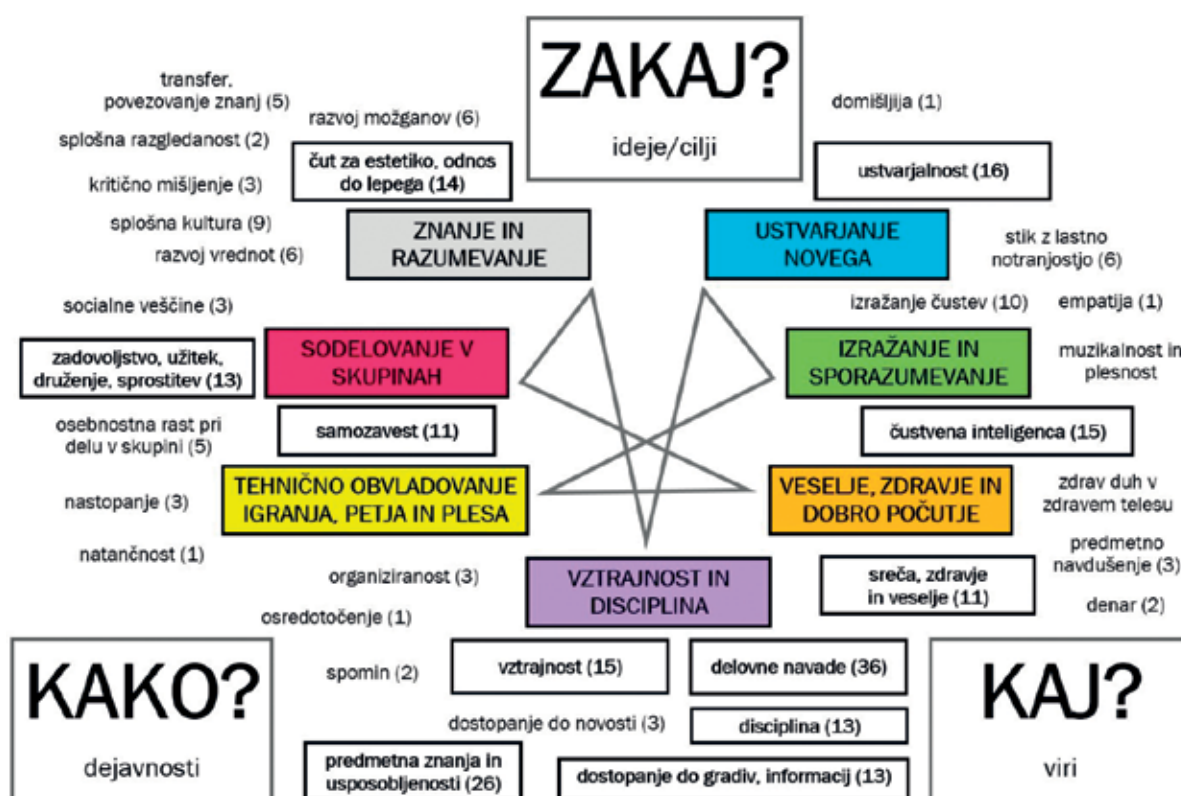 ZAKAJ?
ideje/cilji
transfer,
povezovanje znanj (5)
razvoj možganov (6)
domišljija (1)
splošna razgledanost (2)
čut za estetiko, odnos
do lepega (14)
ustvarjalnost (16)
kritično mišljenje (3)
splošna kultura (9)
ZNANJE IN
RAZUMEVANJE
USTVARJANJE
NOVEGA
stik z lastno
notranjostjo (6)
razvoj vrednot (6)
socialne veščine (3)
izražanje čustev (10)
empatija (1)
zadovoljstvo, užitek,
druženje, sprostitev (13)
SODELOVANJE V
SKUPINAH
IZRAŽANJE IN
SPORAZUMEVANJE
muzikalnost in
plesnost
osebnostna rast pri
delu v skupini (5)
samozavest (11)
čustvena inteligenca (15)
nastopanje (3)
TEHNIČNO OBVLADOVANJE
IGRANJA, PETJA IN PLESA
VESELJE, ZDRAVJE IN
DOBRO POČUTJE
zdrav duh v
zdravem telesu
natančnost (1)
organiziranost (3)
VZTRAJNOST IN
DISCIPLINA
sreča, zdravje
in veselje (11)
predmetno
navdušenje (3)
osredotočenje (1)
denar (2)
KAKO?
dejavnosti
spomin (2)
vztrajnost (15)
delovne navade (36)
KAJ?
viri
dostopanje do novosti (3)
disciplina (13)
predmetna znanja in
usposobljenosti (26)
dostopanje do gradiv, informacij (13)